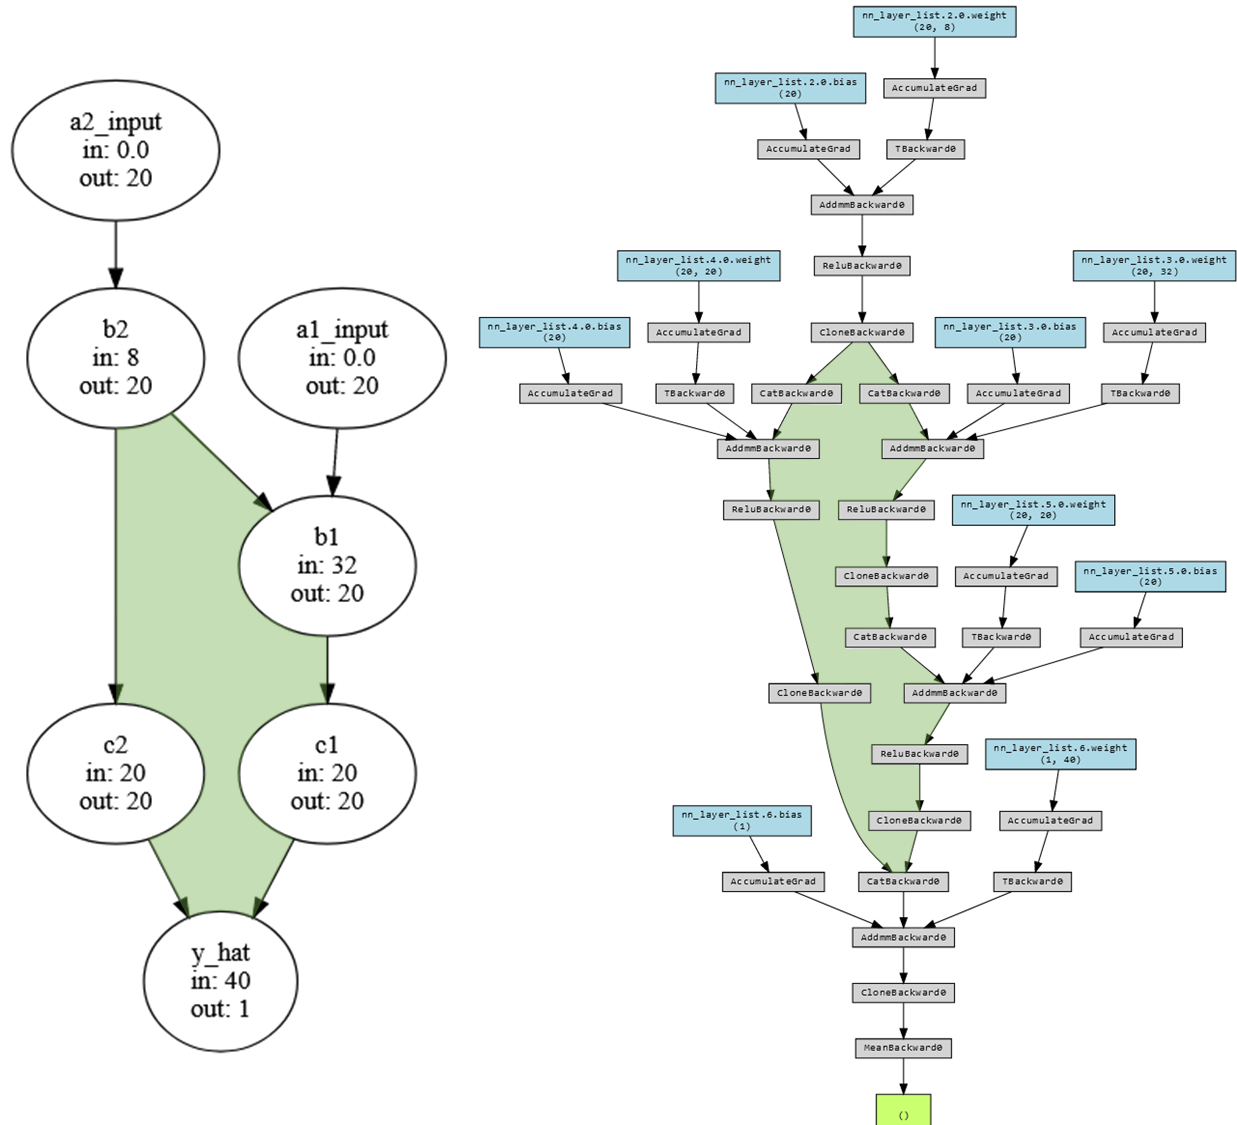 a2_input
in: 0.0
out: 20
b2
in: 8
out: 20
a1_input
in: 0.0
out: 20
b1
in: 32
out: 20
c2
in: 20
out: 20
c1
in: 20
out: 20
y_hat
in: 40
out: 1
nn_layer_list.2.0.weight
(20, 8)
nn_layer_list.2.0.bias
(20)
AccumulateGrad
AccumulateGrad
TBackward0
AddmmBackward0
nn_layer_list.4.0.weight
(20, 20)
ReluBackward0
nn_layer_list.3.0.weight
(20, 32)
nn_layer_list.4.0.bias
(20)
AccumulateGrad
CloneBackward0
nn_layer_list.3.0.bias
(20)
AccumulateGrad
AccumulateGrad
TBackward0
CatBackward0
CatBackward0
AccumulateGrad
TBackward0
AddmmBackward0
AddmmBackward0
ReluBackward0
ReluBackward0
nn_layer_list.5.0.weight
(20, 20)
CloneBackward0
AccumulateGrad
nn_layer_list.5.0.bias
(20)
CatBackward0
TBackward0
AccumulateGrad
CloneBackward0
AddmmBackward0
ReluBackward0
nn_layer_list.6.weight
(1, 40)
nn_layer_list.6.bias
(1)
CloneBackward0
AccumulateGrad
AccumulateGrad
CatBackward0
TBackward0
AddmmBackward0
CloneBackward0
MeanBackward0
()